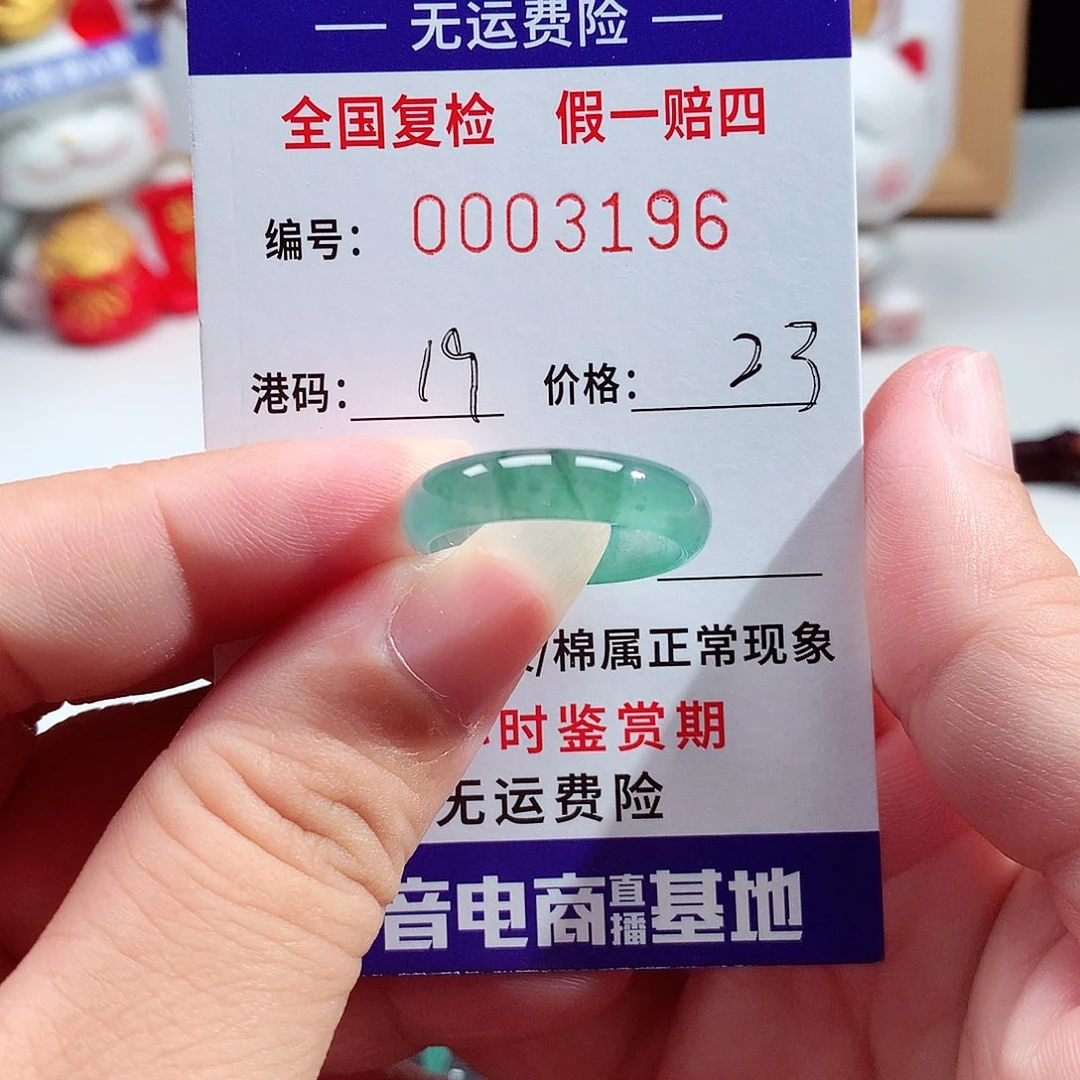 — 无运费险 —
全国复检 假一赔四
编号： 0003196
港码： 19 价格： 23
/棉属正常现象
时鉴赏期
无运费险
音电商直播基地